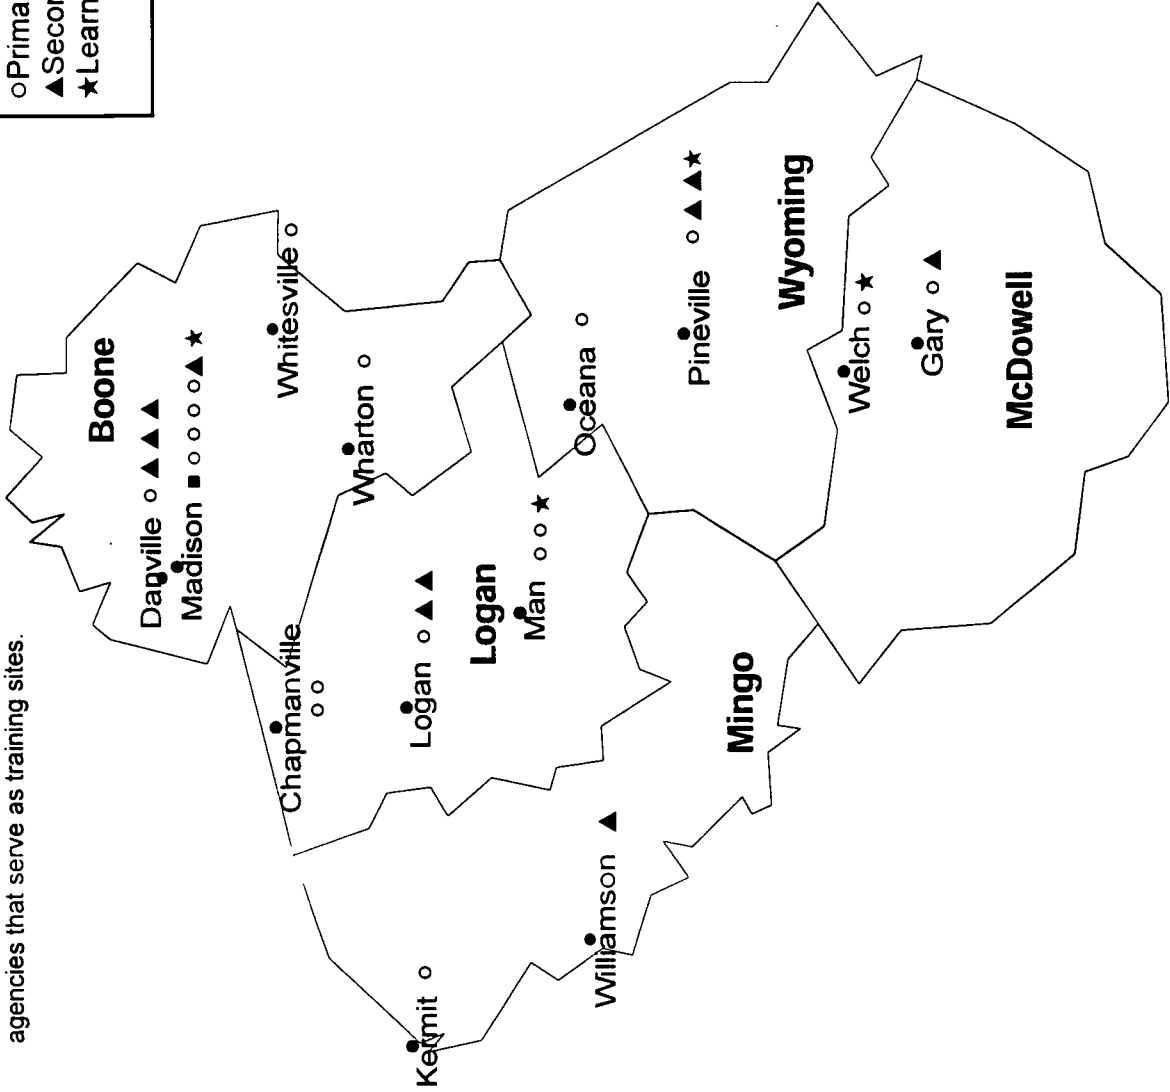 agencies that serve as training sites.
○Prima
▲Secon
★Learn
Boone
Danville ○ ▲ ▲ ▲
Madison ■ ○ ○ ○ ○ ▲ ★
Whitesville ○
Wharton ○
Chapmanville
○ ○
Logan ○ ▲ ▲
Logan
Man ○ ○ ★
Oceana ○
Pineville ○ ▲ ▲ ★
Wyoming
Kermit ○
Williamson ▲
Mingo
Welch ○ ★
Gary ○ ▲
McDowell